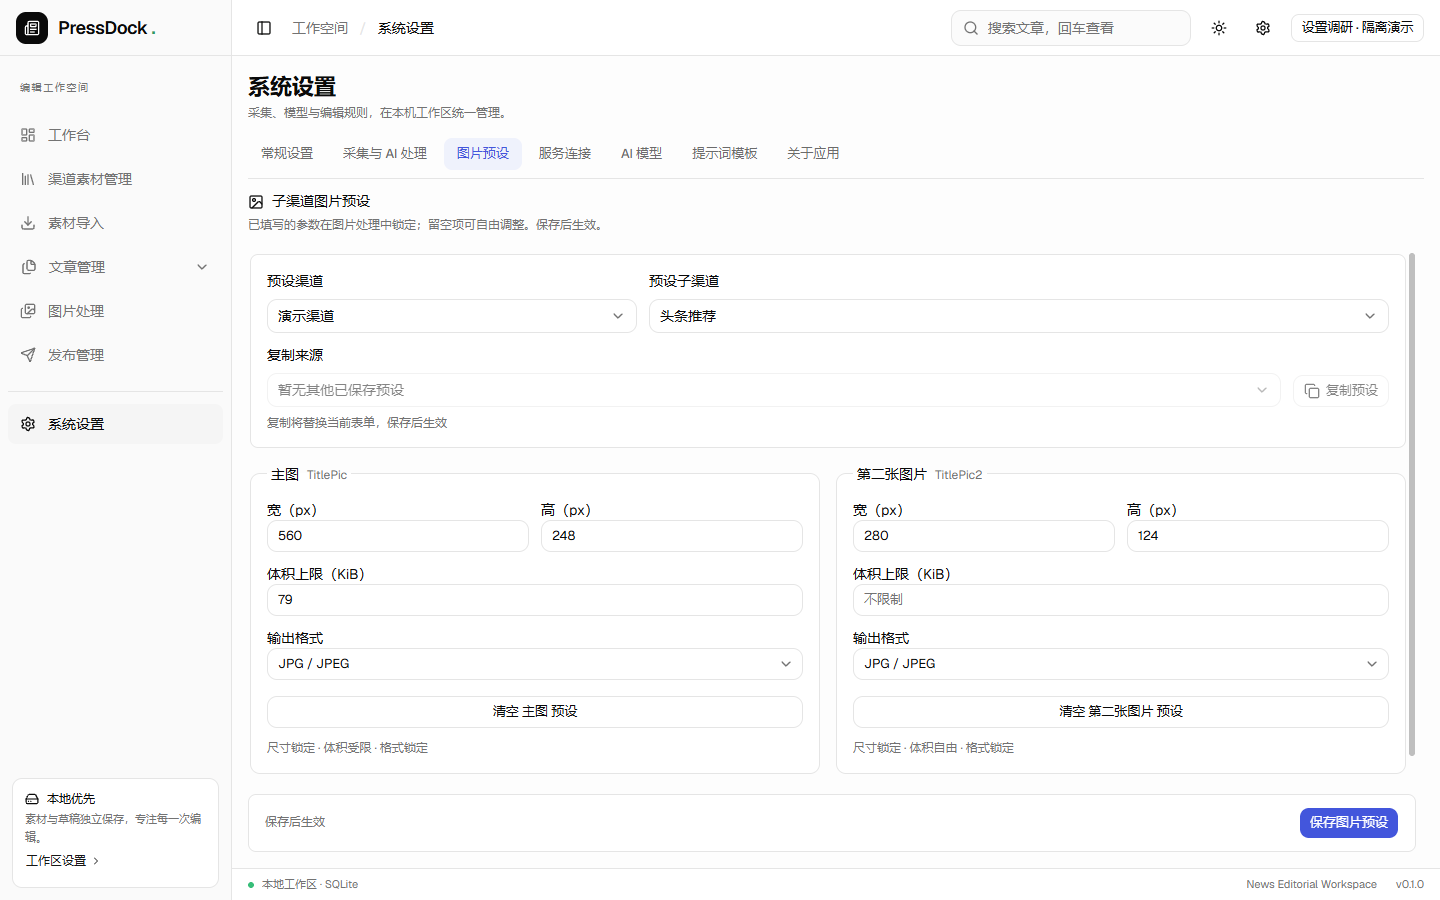 PressDock.
工作空间 / 系统设置
搜索文章，回车查看
设置调研 · 隔离演示
编辑工作空间
工作台
渠道素材管理
素材导入
文章管理
图片处理
发布管理
系统设置
本地优先
素材与草稿独立保存，专注每一次编
辑。
工作区设置
系统设置
采集、模型与编辑规则，在本机工作区统一管理。
常规设置 采集与 AI 处理 图片预设 服务连接 AI 模型 提示词模板 关于应用
子渠道图片预设
已填写的参数在图片处理中锁定；留空项可自由调整。保存后生效。
预设渠道 预设子渠道
演示渠道 头条推荐
复制来源
暂无其他已保存预设 复制预设
复制将替换当前表单，保存后生效
主图 TitlePic
宽（px） 高（px）
560 248
体积上限（KiB）
79
输出格式
JPG / JPEG
清空 主图 预设
尺寸锁定 · 体积受限 · 格式锁定
第二张图片 TitlePic2
宽（px） 高（px）
280 124
体积上限（KiB）
不限制
输出格式
JPG / JPEG
清空 第二张图片 预设
尺寸锁定 · 体积自由 · 格式锁定
保存后生效 保存图片预设
本地工作区 · SQLite News Editorial Workspace v0.1.0